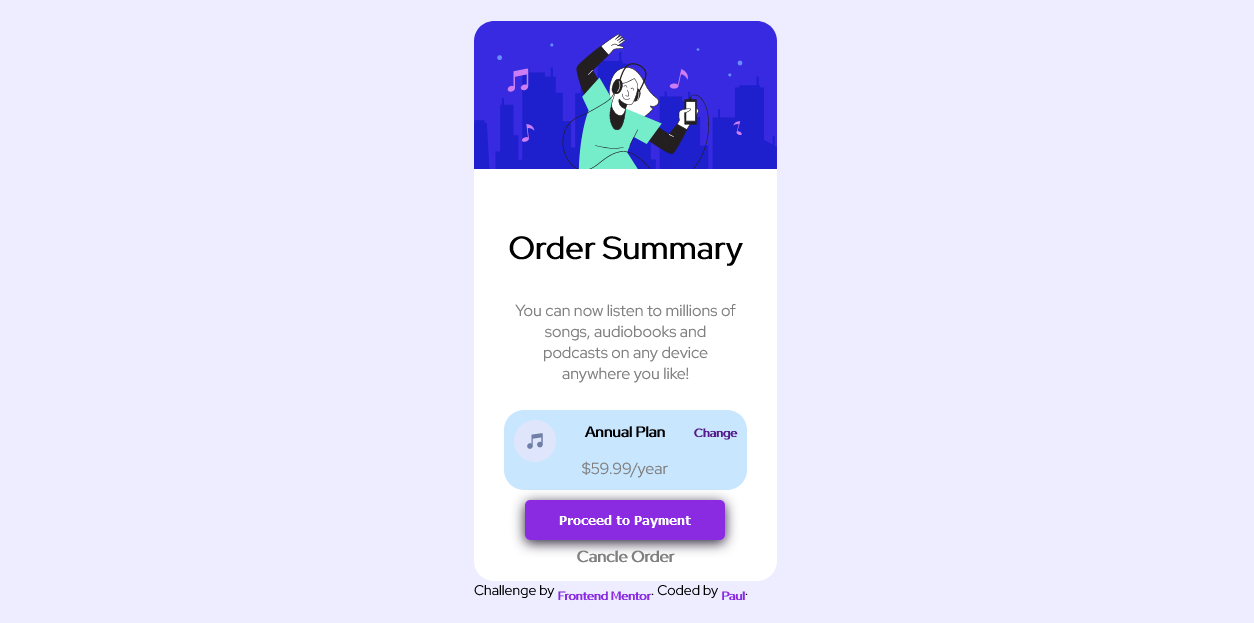 Order Summary
You can now listen to millions of
songs, audiobooks and
podcasts on any device
anywhere you like!
Annual Plan
Change
$59.99/year
Proceed to Payment
Cancle Order
Challenge by Frontend Mentor. Coded by Paul.